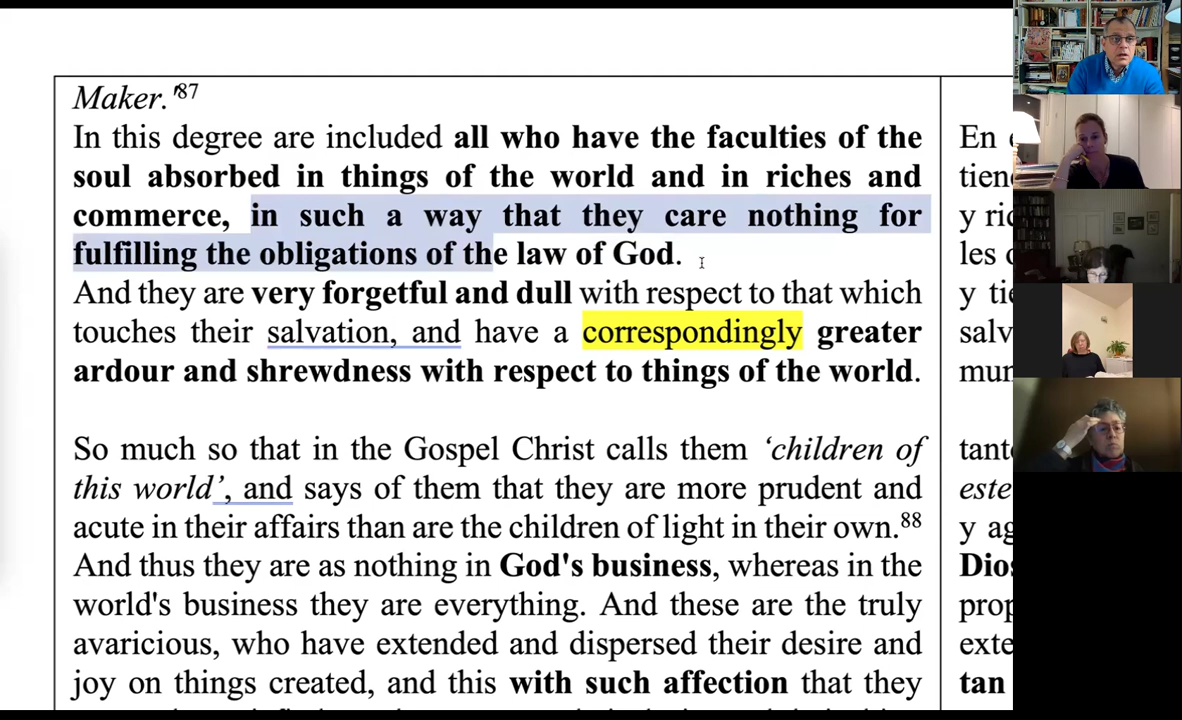 Maker.'87
In this degree are included all who have the faculties of the
soul absorbed in things of the world and in riches and
commerce, in such a way that they care nothing for
fulfilling the obligations of the law of God.
And they are very forgetful and dull with respect to that which
touches their salvation, and have a correspondingly greater
ardour and shrewdness with respect to things of the world.
So much so that in the Gospel Christ calls them ‘children of
this world’, and says of them that they are more prudent and
acute in their affairs than are the children of light in their own.88
And thus they are as nothing in God's business, whereas in the
world's business they are everything. And these are the truly
avaricious, who have extended and dispersed their desire and
joy on things created, and this with such affection that they
En
tien
y ric
les
y tie
salv
mun
tant
este
y ag
Dios
prop
exte
tan